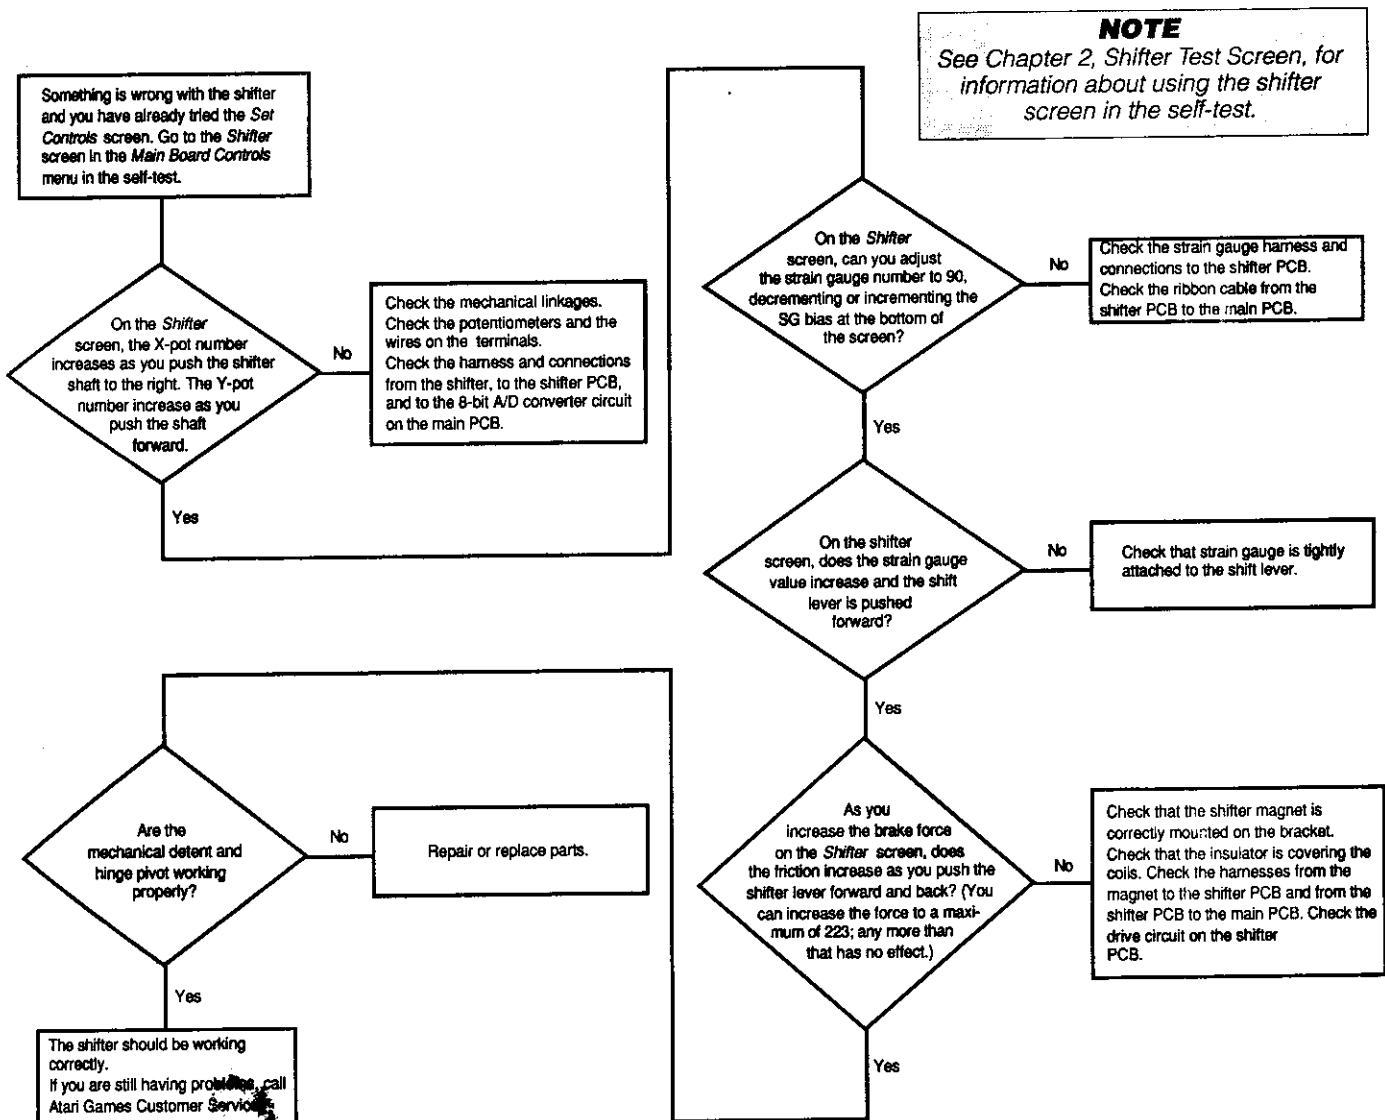 NOTE
See Chapter 2, Shifter Test Screen, for
information about using the shifter
screen in the self-test.
Something is wrong with the shifter
and you have already tried the Set
Controls screen. Go to the Shifter
screen in the Main Board Controls
menu in the self-test.
On the Shifter
screen, the X-pot number
increases as you push the shifter
shaft to the right. The Y-pot
number increase as you
push the shaft
forward.
No
Check the mechanical linkages.
Check the potentiometers and the
wires on the terminals.
Check the harness and connections
from the shifter, to the shifter PCB,
and to the 8-bit A/D converter circuit
on the main PCB.
Yes
On the Shifter
screen, can you adjust
the strain gauge number to 90,
decrementing or incrementing the
SG bias at the bottom of
the screen?
No
Check the strain gauge harness and
connections to the shifter PCB.
Check the ribbon cable from the
shifter PCB to the main PCB.
Yes
On the shifter
screen, does the strain gauge
value increase and the shift
lever is pushed
forward?
No
Check that strain gauge is tightly
attached to the shift lever.
Yes
As you
increase the brake force
on the Shifter screen, does
the friction increase as you push the
shifter lever forward and back? (You
can increase the force to a maxi-
mum of 223; any more than
that has no effect.)
No
Check that the shifter magnet is
correctly mounted on the bracket.
Check that the insulator is covering the
coils. Check the harnesses from the
magnet to the shifter PCB and from the
shifter PCB to the main PCB. Check the
drive circuit on the shifter
PCB.
Yes
Are the
mechanical detent and
hinge pivot working
properly?
No
Repair or replace parts.
Yes
The shifter should be working
correctly.
If you are still having problems, call
Atari Games Customer Service